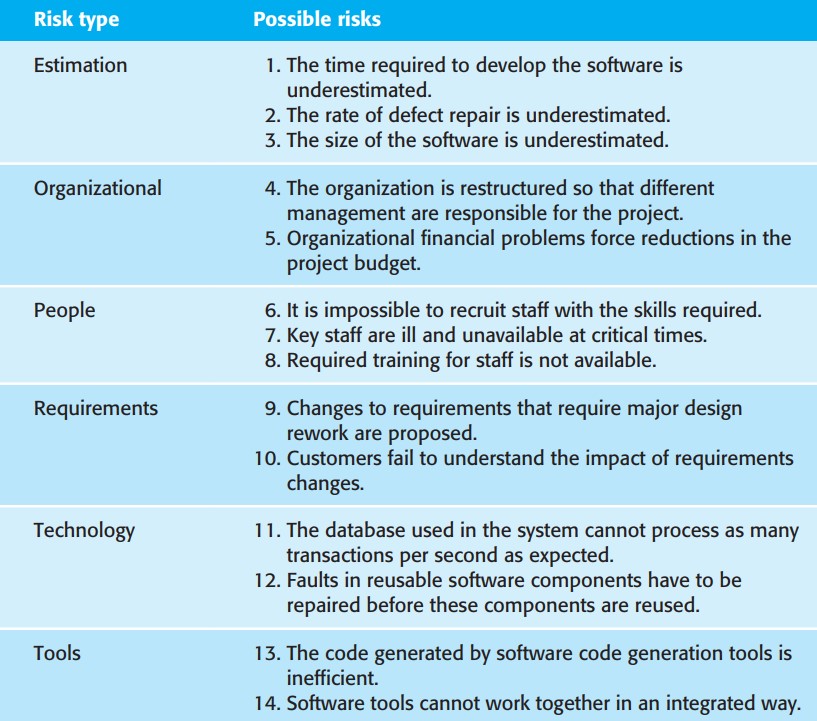 Risk type Possible risks
Estimation 1. The time required to develop the software is
underestimated.
2. The rate of defect repair is underestimated.
3. The size of the software is underestimated.
Organizational 4. The organization is restructured so that different
management are responsible for the project.
5. Organizational financial problems force reductions in the
project budget.
People 6. It is impossible to recruit staff with the skills required.
7. Key staff are ill and unavailable at critical times.
8. Required training for staff is not available.
Requirements 9. Changes to requirements that require major design
rework are proposed.
10. Customers fail to understand the impact of requirements
changes.
Technology 11. The database used in the system cannot process as many
transactions per second as expected.
12. Faults in reusable software components have to be
repaired before these components are reused.
Tools 13. The code generated by software code generation tools is
inefficient.
14. Software tools cannot work together in an integrated way.